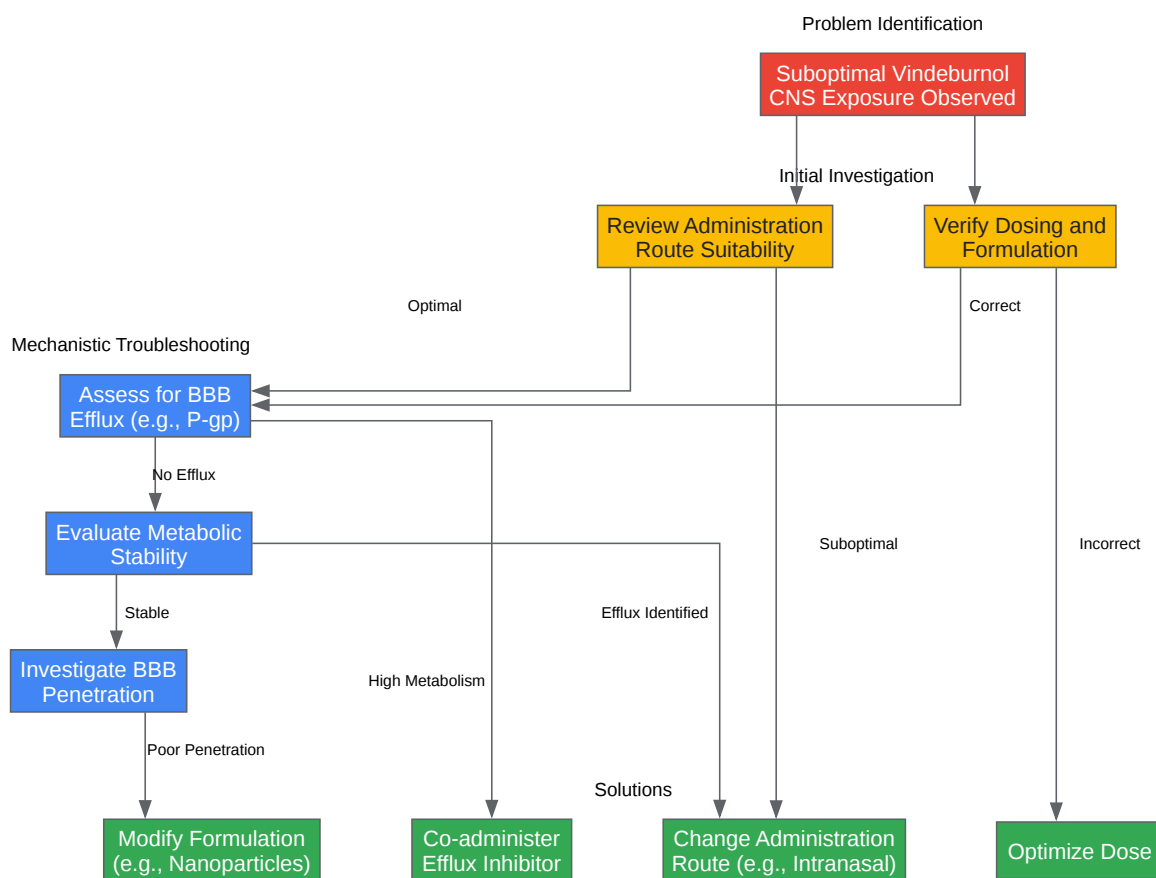 Problem Identification
Suboptimal Vindeburnol
CNS Exposure Observed
Initial Investigation
Review Administration
Route Suitability
Verify Dosing and
Formulation
Optimal
Correct
Mechanistic Troubleshooting
Assess for BBB
Efflux (e.g., P-gp)
No Efflux
Evaluate Metabolic
Stability
Suboptimal
Incorrect
Stable
Efflux Identified
Investigate BBB
Penetration
High Metabolism
Poor Penetration
Solutions
Modify Formulation
(e.g., Nanoparticles)
Co-administer
Efflux Inhibitor
Change Administration
Route (e.g., Intranasal)
Optimize Dose